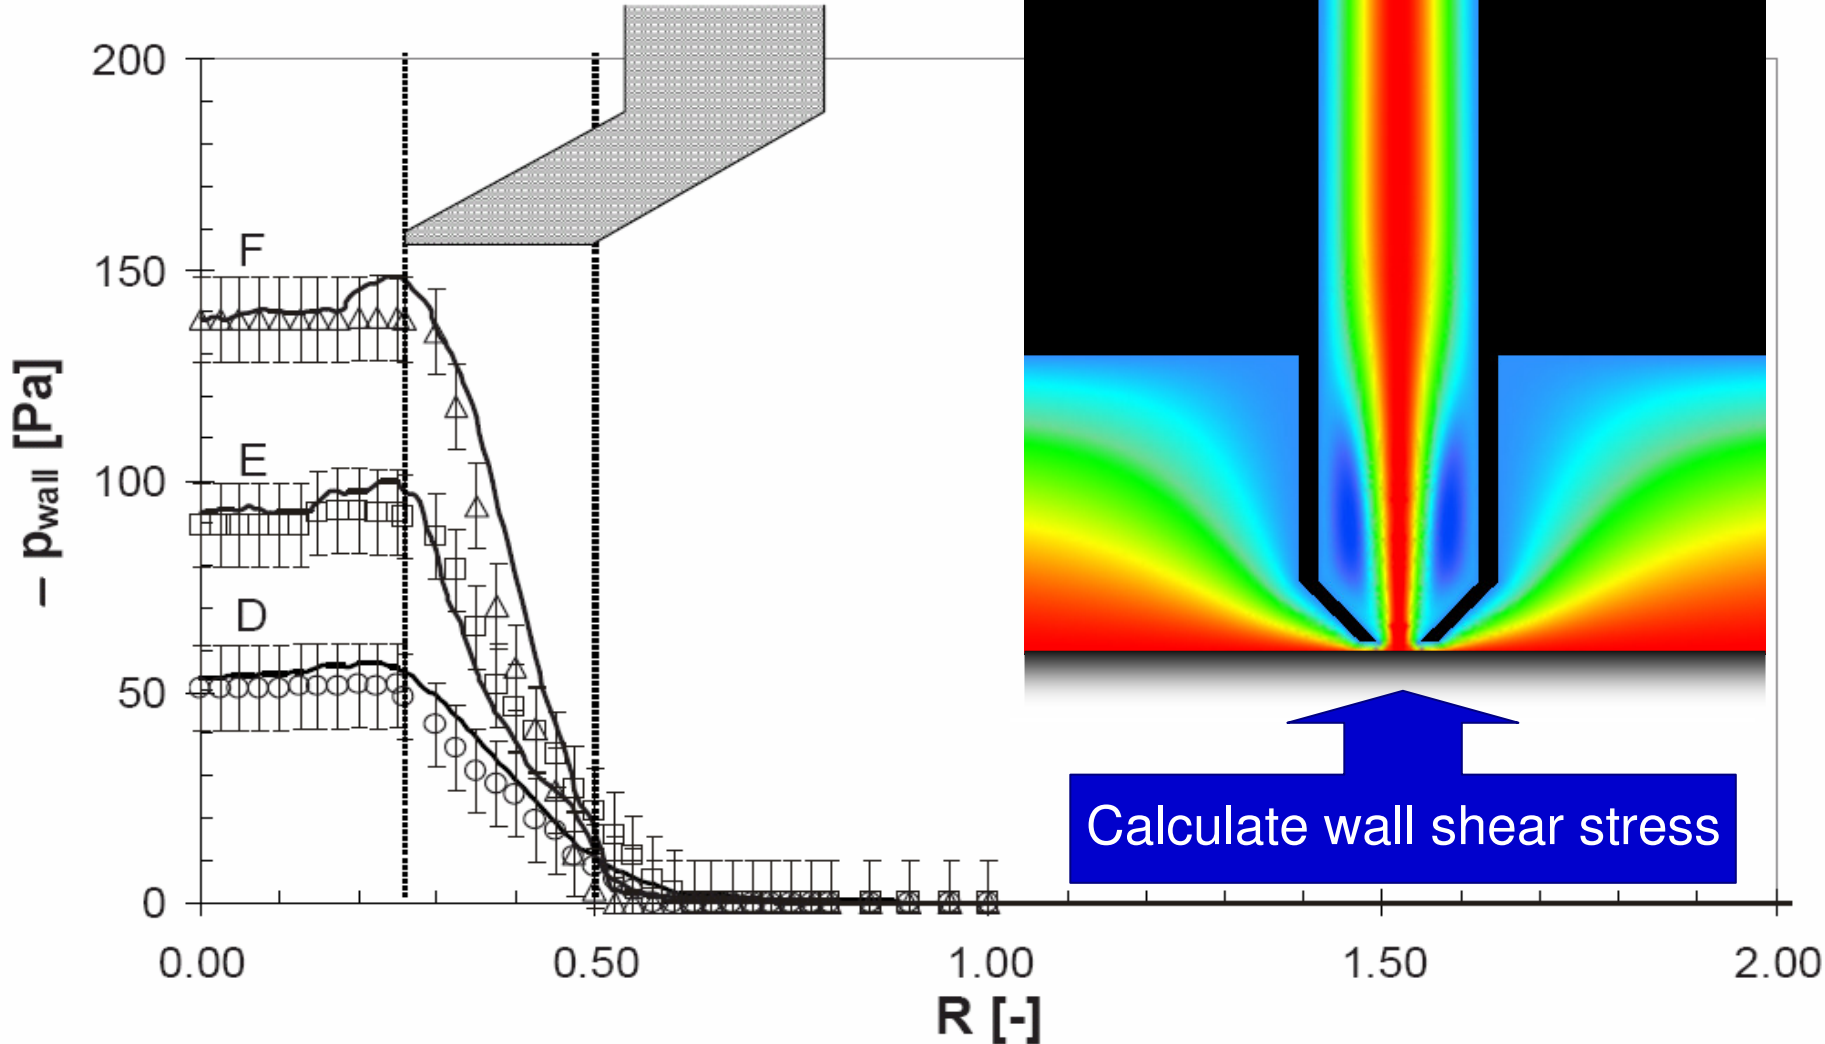 200
150
100
50
0
– pwall [Pa]
F
E
D
0.00 0.50 1.00 1.50 2.00
R [-]
Calculate wall shear stress